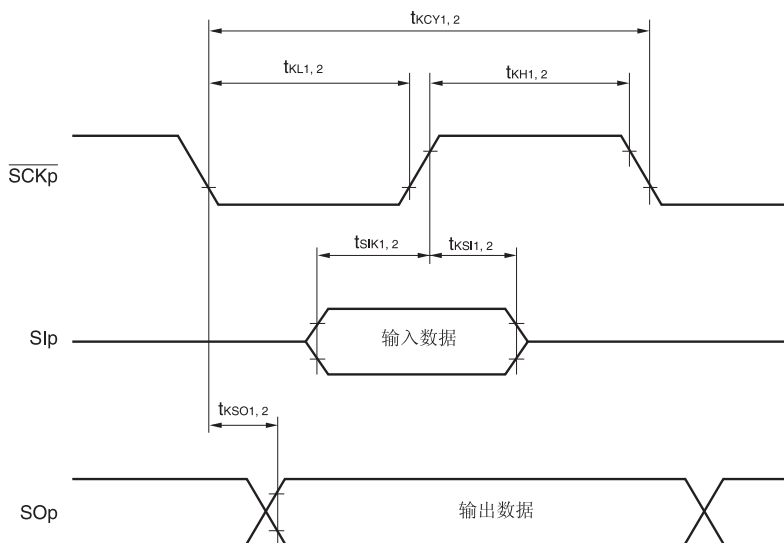 tKCY1, 2
tKL1, 2
tKH1, 2
SCKp
tSIK1, 2
tKSI1, 2
SIp
输入数据
tKSO1, 2
SOp
输出数据